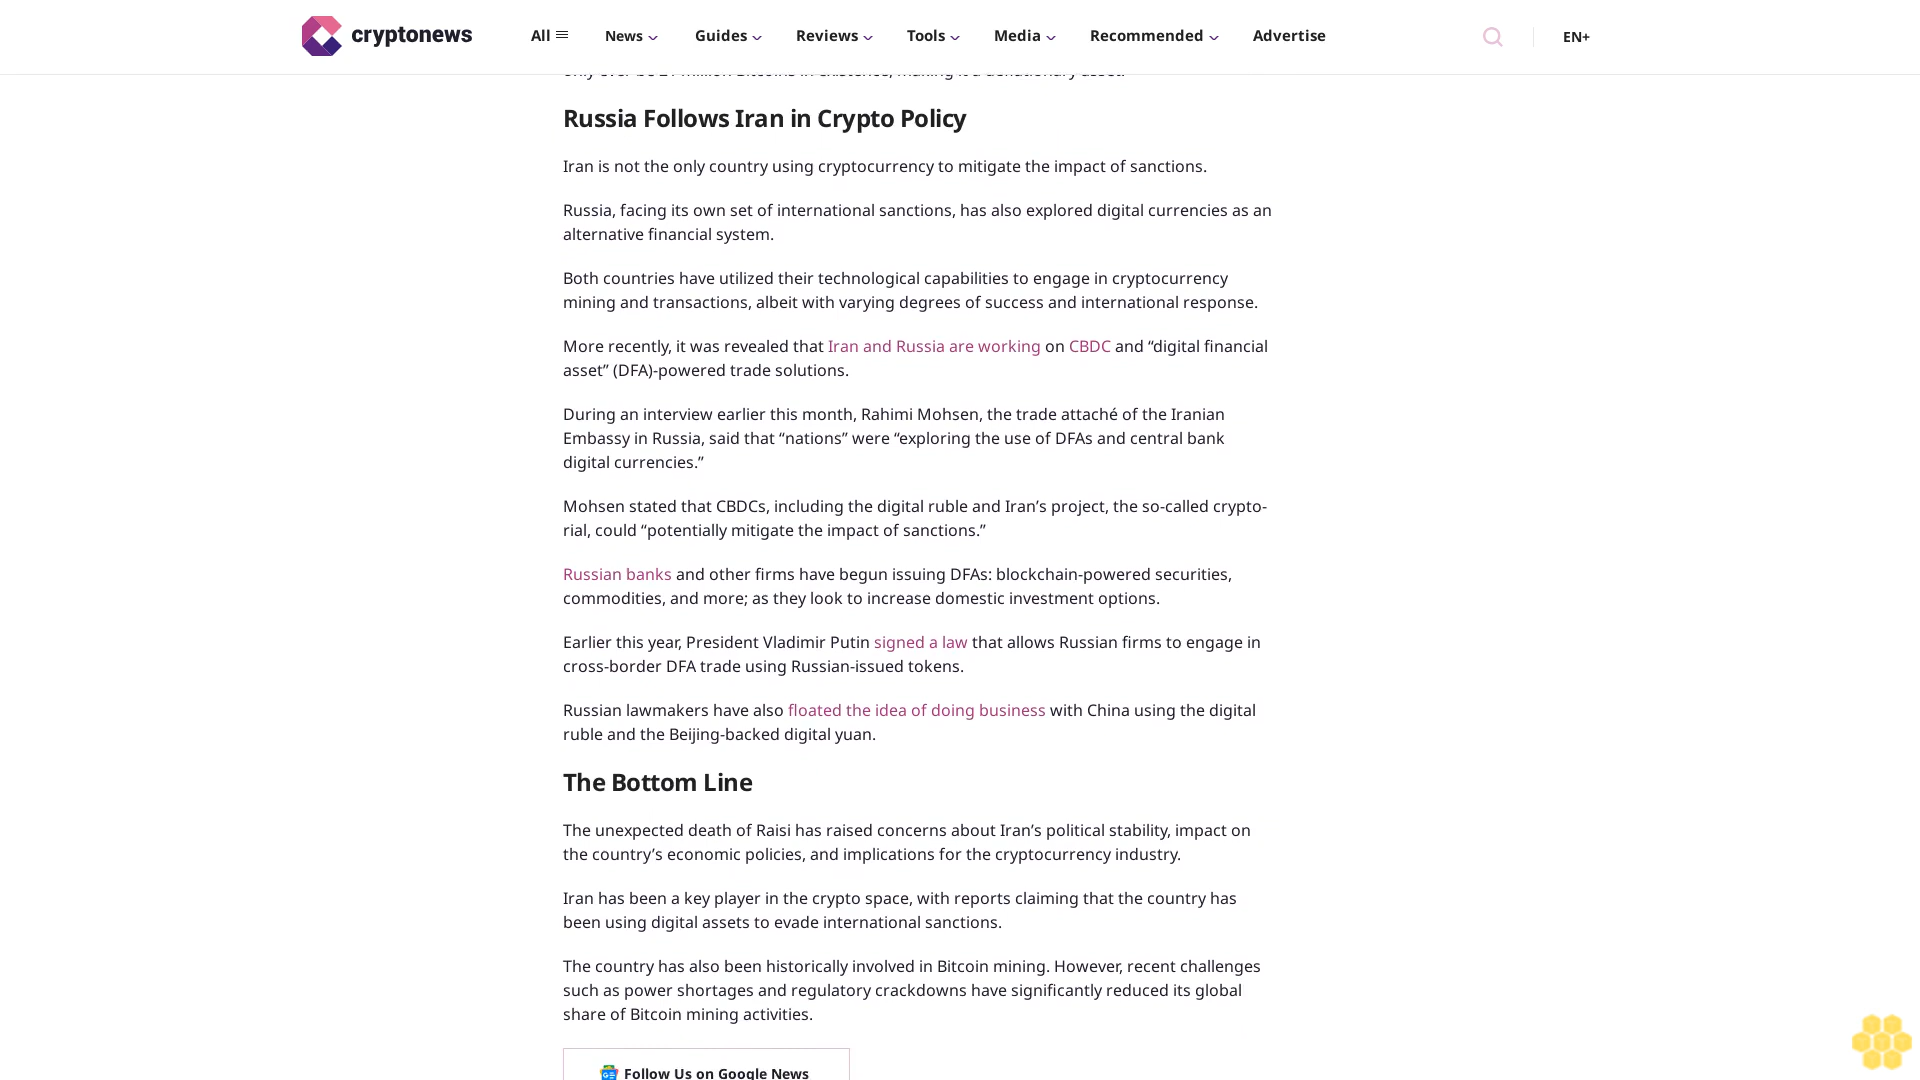 cryptonews
All
News
Guides
Reviews
Tools
Media
Recommended
Advertise
EN+
only ever be 21 million Bitcoins in existence, making it a deflationary asset.
Russia Follows Iran in Crypto Policy
Iran is not the only country using cryptocurrency to mitigate the impact of sanctions.
Russia, facing its own set of international sanctions, has also explored digital currencies as an
alternative financial system.
Both countries have utilized their technological capabilities to engage in cryptocurrency
mining and transactions, albeit with varying degrees of success and international response.
More recently, it was revealed that Iran and Russia are working on CBDC and “digital financial
asset” (DFA)-powered trade solutions.
During an interview earlier this month, Rahimi Mohsen, the trade attaché of the Iranian
Embassy in Russia, said that “nations” were “exploring the use of DFAs and central bank
digital currencies.”
Mohsen stated that CBDCs, including the digital ruble and Iran’s project, the so-called crypto-
rial, could “potentially mitigate the impact of sanctions.”
Russian banks and other firms have begun issuing DFAs: blockchain-powered securities,
commodities, and more; as they look to increase domestic investment options.
Earlier this year, President Vladimir Putin signed a law that allows Russian firms to engage in
cross-border DFA trade using Russian-issued tokens.
Russian lawmakers have also floated the idea of doing business with China using the digital
ruble and the Beijing-backed digital yuan.
The Bottom Line
The unexpected death of Raisi has raised concerns about Iran’s political stability, impact on
the country’s economic policies, and implications for the cryptocurrency industry.
Iran has been a key player in the crypto space, with reports claiming that the country has
been using digital assets to evade international sanctions.
The country has also been historically involved in Bitcoin mining. However, recent challenges
such as power shortages and regulatory crackdowns have significantly reduced its global
share of Bitcoin mining activities.
Follow Us on Google News